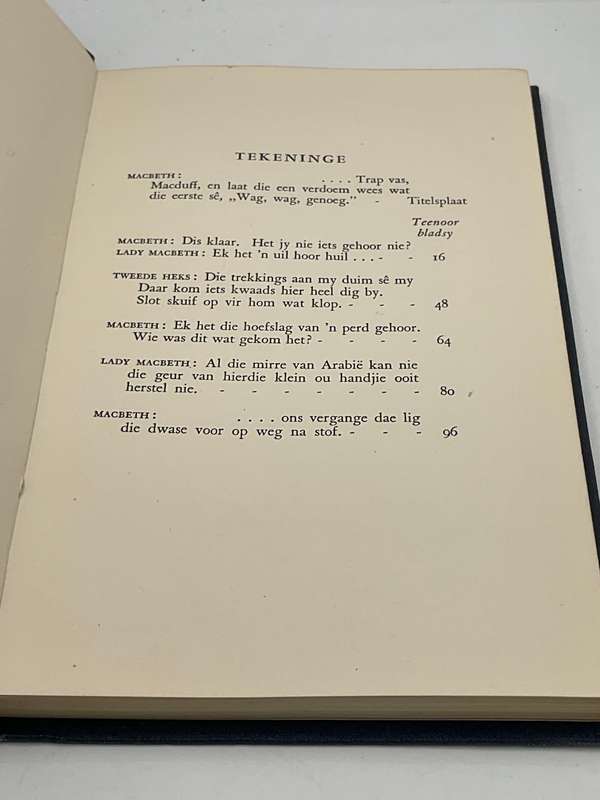 TEKENINGE
MACBETH: . . . . Trap vas,
Macduff, en laat die een verdoem wees wat
die eerste sê, „Wag, wag, genoeg.” - Titelsplaat
Teenoor
bladsy
MACBETH: Dis klaar. Het jy nie iets gehoor nie?
LADY MACBETH: Ek het 'n uil hoor huil . . . - - 16
TWEEDE HEKS: Die trekkings aan my duim sê my
Daar kom iets kwaads hier heel dig by.
Slot skuif op vir hom wat klop. - - - 48
MACBETH: Ek het die hoefslag van 'n perd gehoor.
Wie was dit wat gekom het? - - - - 64
LADY MACBETH: Al die mirre van Arabië kan nie
die geur van hierdie klein ou handjie ooit
herstel nie. - - - - - - - 80
MACBETH: . . . . ons vergange dae lig
die dwase voor op weg na stof. - - - 96